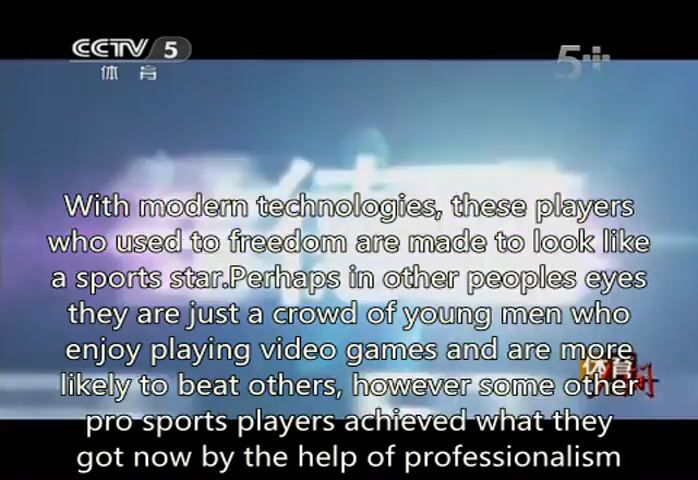 CCTV 5
体育
5+
With modern technologies, these players
who used to freedom are made to look like
a sports star.Perhaps in other peoples eyes
they are just a crowd of young men who
enjoy playing video games and are more
likely to beat others, however some other
体育
pro sports players achieved what they
got now by the help of professionalism